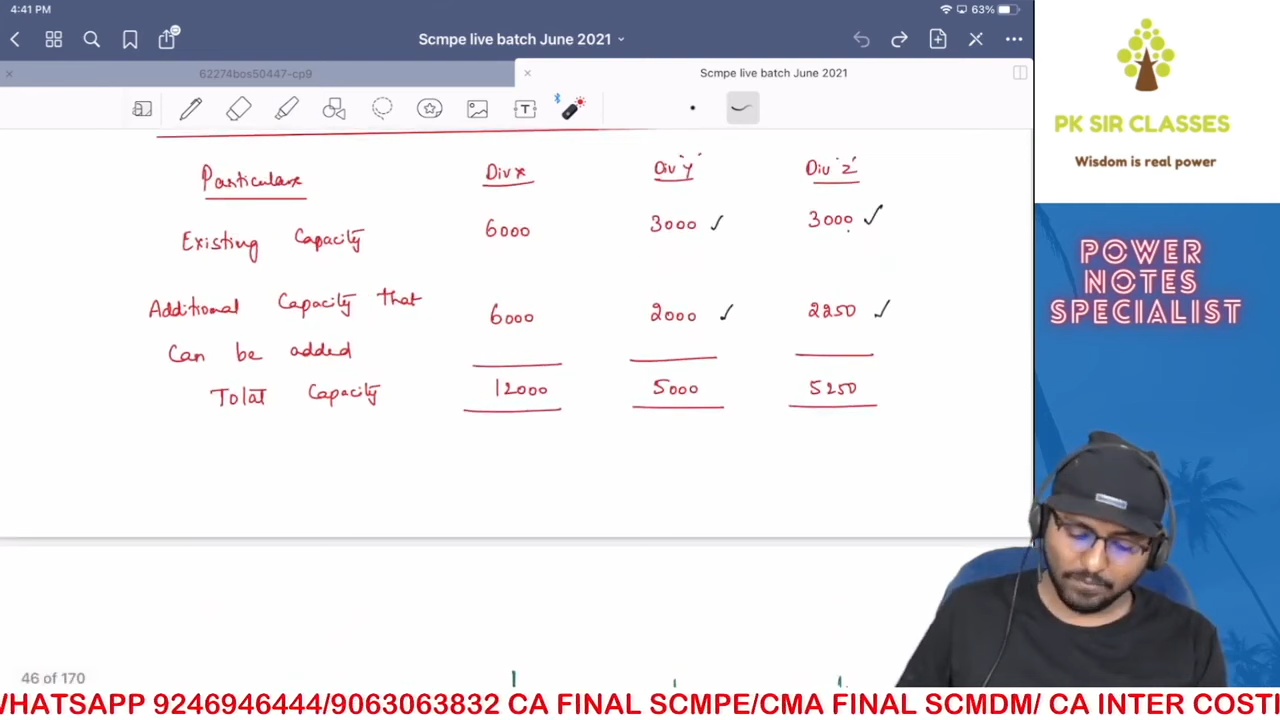 4:41 PM
63%
Scmpe live batch June 2021
62274bos50447-cp9
Scmpe live batch June 2021
Particulars Div x Div 'Y' Div 'Z'
Existing Capacity 6000 3000 ✓ 3000 ✓
Additional Capacity that 6000 2000 ✓ 2250 ✓
Can be added
Total Capacity 12000 5000 5250
46 of 170
PK SIR CLASSES
Wisdom is real power
POWER
NOTES
SPECIALIST
WHATSAPP 9246946444/9063063832 CA FINAL SCMPE/CMA FINAL SCMDM/ CA INTER COSTI